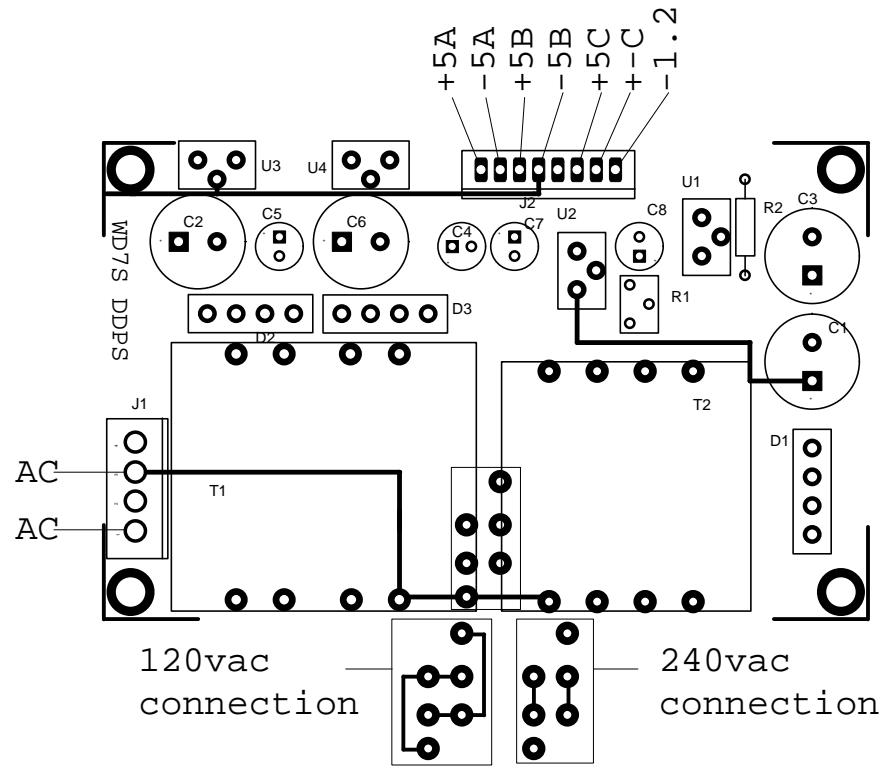 +5A
-5A
+5B
-5B
+5C
+-C
-1.2
U3
U4
J2
U2
U1
R2
C3
C2
C5
C6
C4
C7
C8
WD7S DDPS
D2
D3
R1
C1
T2
J1
D1
AC
T1
AC
120vac
connection
240vac
connection